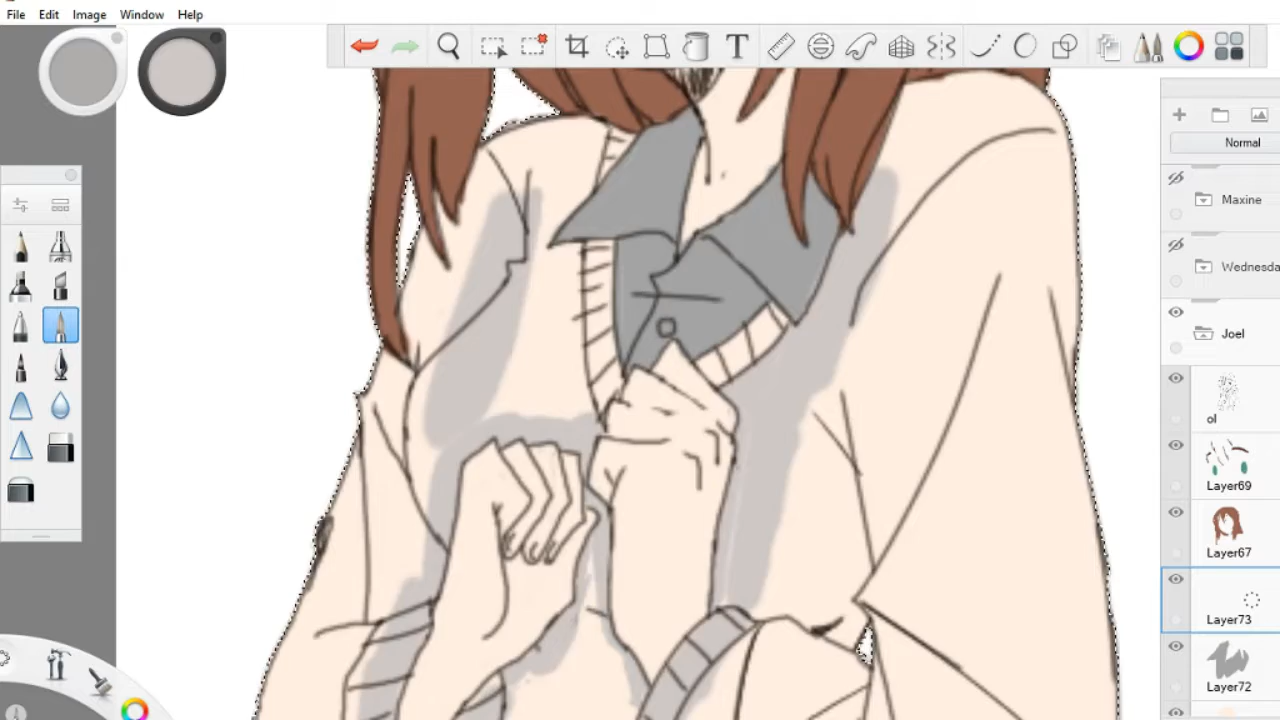 File Edit Image Window Help
T
Normal
Maxine
Wednesda
Joel
ol
Layer69
Layer67
Layer73
Layer72